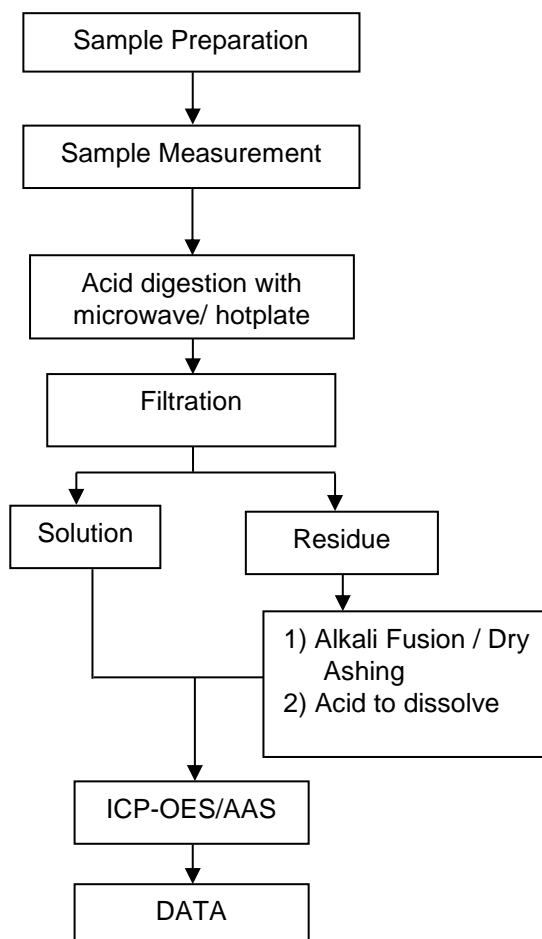 Sample Preparation
Sample Measurement
Acid digestion with
microwave/ hotplate
Filtration
Solution
Residue
1) Alkali Fusion / Dry
Ashing
2) Acid to dissolve
ICP-OES/AAS
DATA